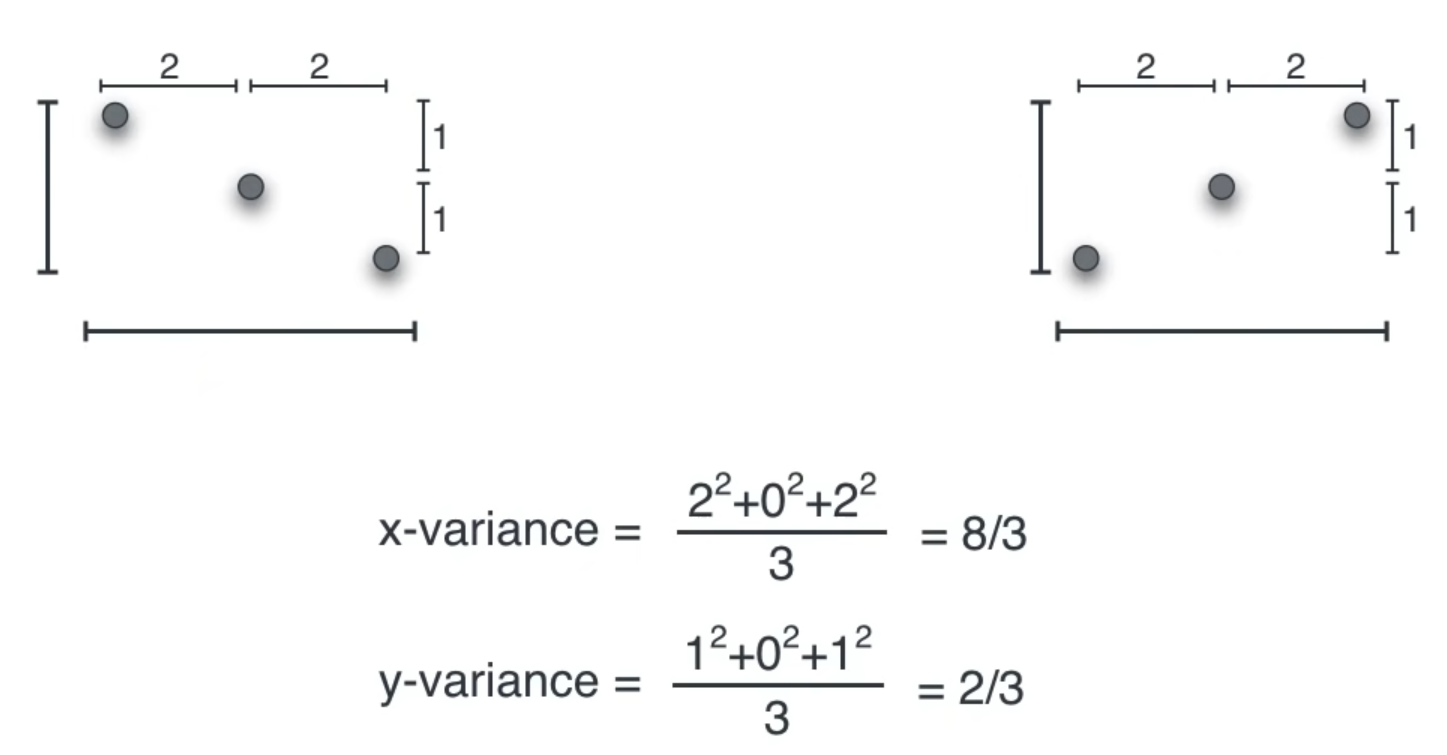 2 2 2 2
1 1
1 1
x-variance = 2²+0²+2² / 3 = 8/3
y-variance = 1²+0²+1² / 3 = 2/3